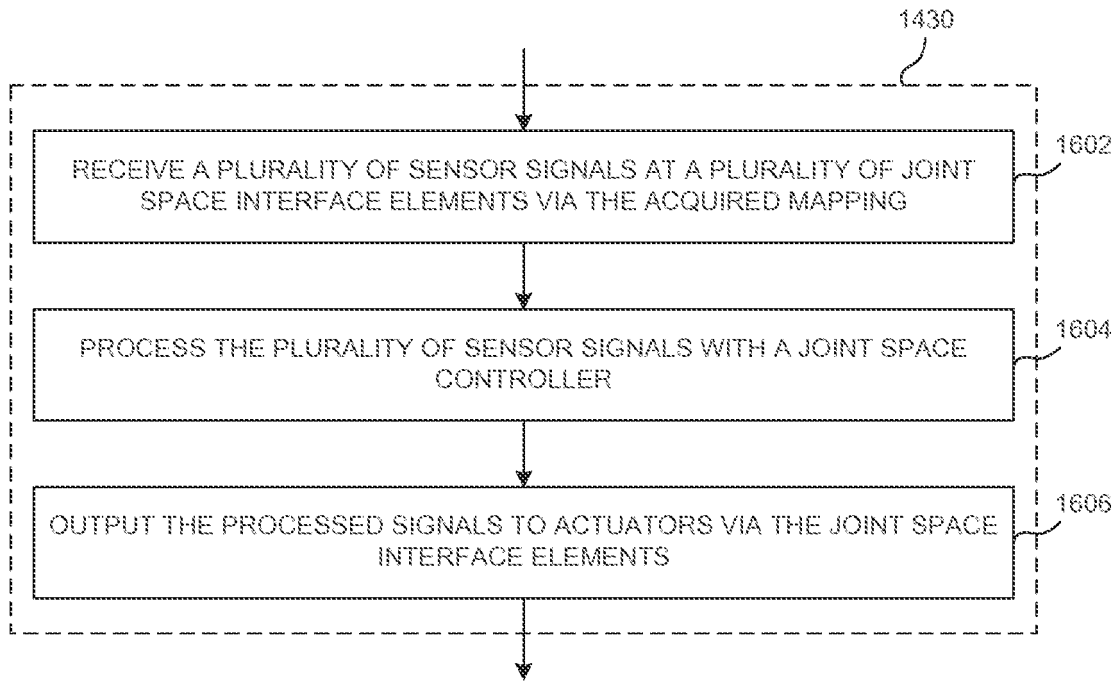 1430
RECEIVE A PLURALITY OF SENSOR SIGNALS AT A PLURALITY OF JOINT
SPACE INTERFACE ELEMENTS VIA THE ACQUIRED MAPPING
1602
PROCESS THE PLURALITY OF SENSOR SIGNALS WITH A JOINT SPACE
CONTROLLER
1604
OUTPUT THE PROCESSED SIGNALS TO ACTUATORS VIA THE JOINT SPACE
INTERFACE ELEMENTS
1606